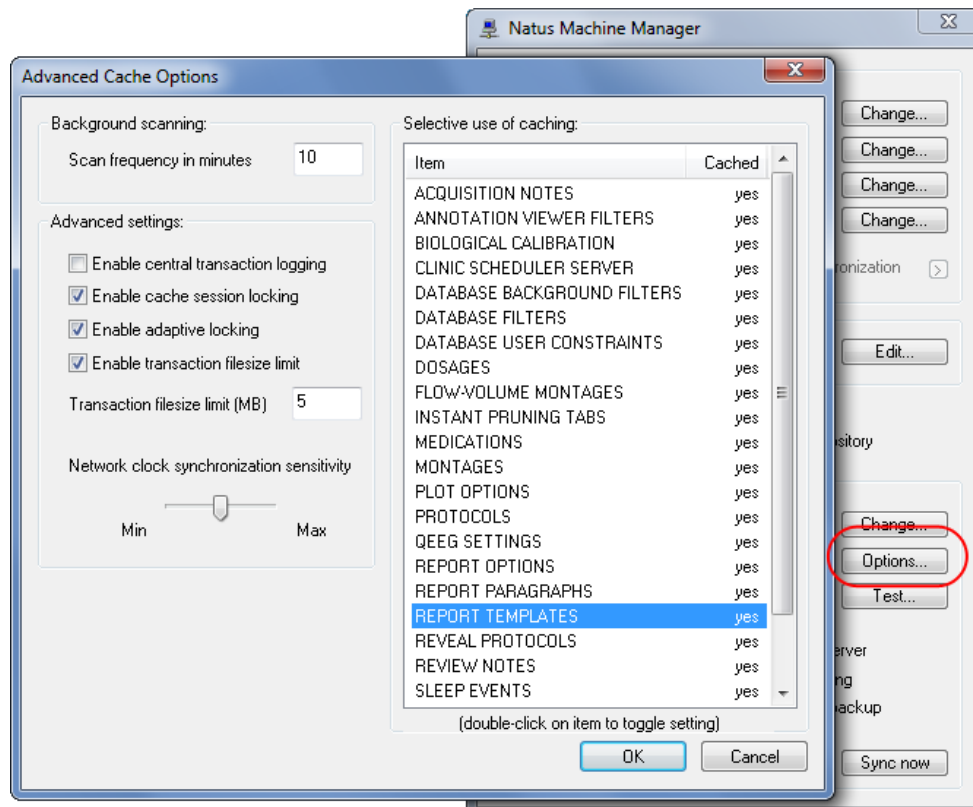 Natus Machine Manager
Advanced Cache Options
Background scanning:
Scan frequency in minutes 10
Advanced settings:
Enable central transaction logging
Enable cache session locking
Enable adaptive locking
Enable transaction filesize limit
Transaction filesize limit (MB) 5
Network clock synchronization sensitivity
Min Max
Selective use of caching:
Item Cached
ACQUISITION NOTES yes
ANNOTATION VIEWER FILTERS yes
BIOLOGICAL CALIBRATION yes
CLINIC SCHEDULER SERVER yes
DATABASE BACKGROUND FILTERS yes
DATABASE FILTERS yes
DATABASE USER CONSTRAINTS yes
DOSAGES yes
FLOW-VOLUME MONTAGES yes
INSTANT PRUNING TABS yes
MEDICATIONS yes
MONTAGES yes
PLOT OPTIONS yes
PROTOCOLS yes
QEEG SETTINGS yes
REPORT OPTIONS yes
REPORT PARAGRAPHS yes
REPORT TEMPLATES yes
REVEAL PROTOCOLS yes
REVIEW NOTES yes
SLEEP EVENTS yes
(double-click on item to toggle setting)
OK Cancel
Change...
Change...
Change...
Change...
ronization
Edit...
ository
Change...
Options...
Test...
erver
ng
ackup
Sync now